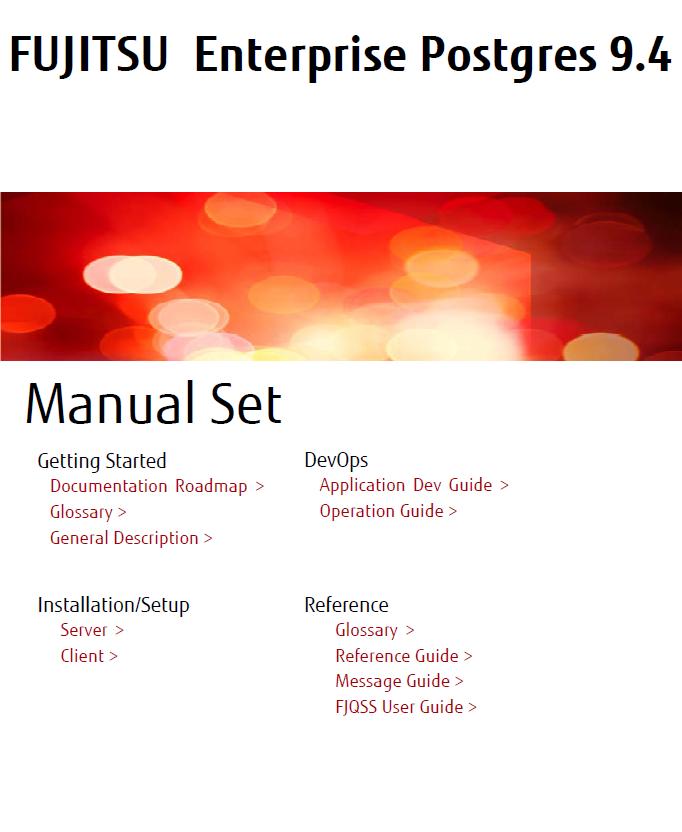 FUJITSU Enterprise Postgres 9.4
Manual Set
Getting Started
Documentation Roadmap >
Glossary >
General Description >
DevOps
Application Dev Guide >
Operation Guide >
Installation/Setup
Server >
Client >
Reference
Glossary >
Reference Guide >
Message Guide >
FJQSS User Guide >